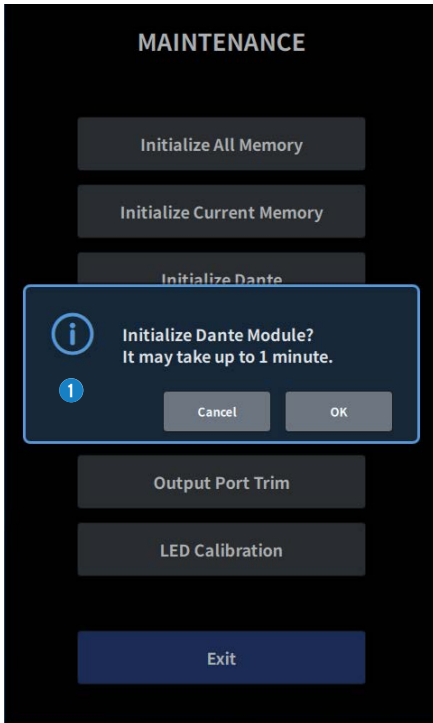 MAINTENANCE
Initialize All Memory
Initialize Current Memory
Initialize Dante
Initialize Dante Module?
It may take up to 1 minute.
1
Cancel OK
Output Port Trim
LED Calibration
Exit